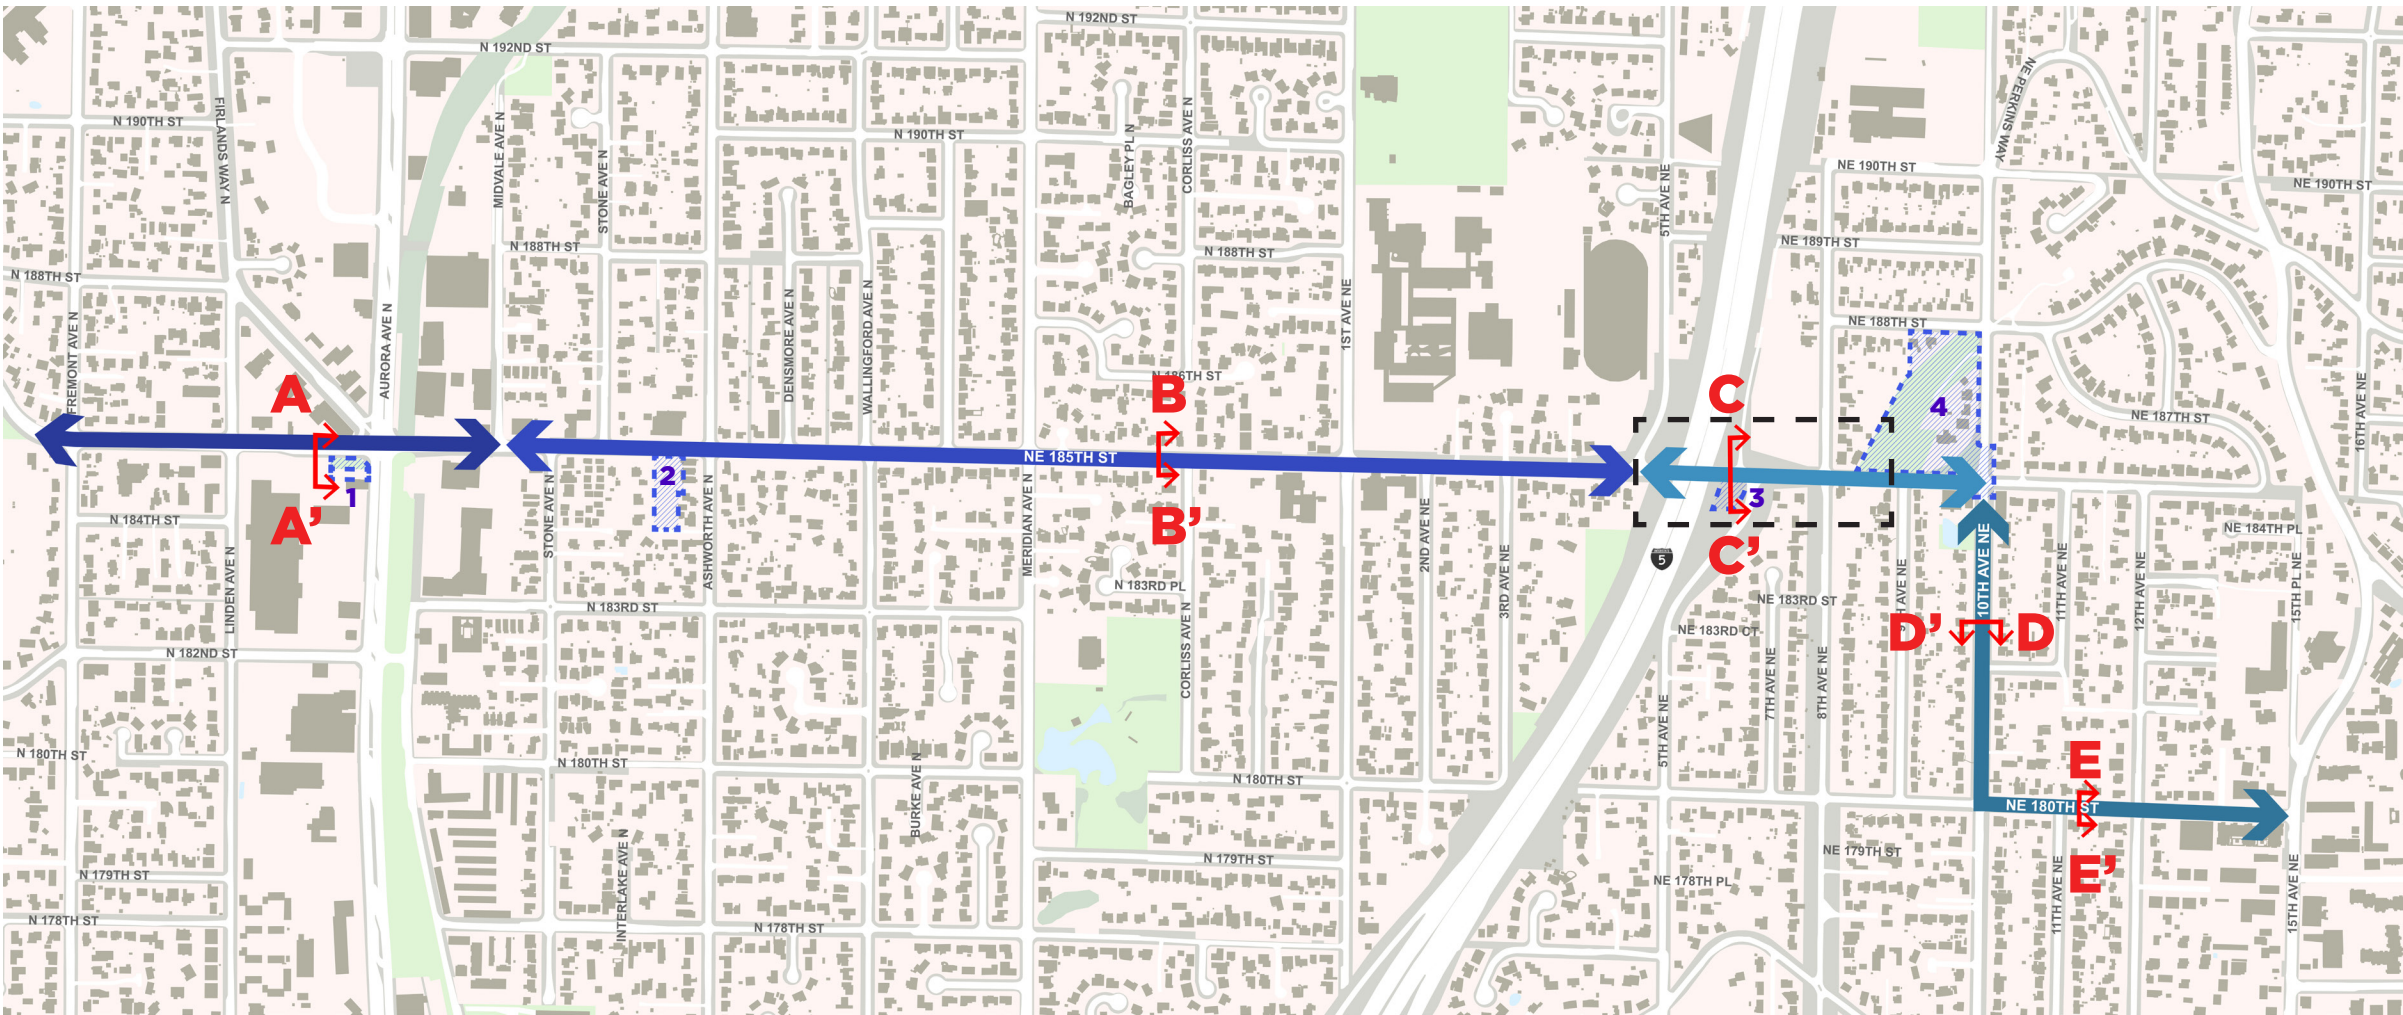 N 192ND ST
N 192ND ST
N 190TH ST
FIRLANDS WAY N
MIDVALE AVE N
STONE AVE N
N 190TH ST
BAGLEY PL N
CORLISS AVE N
5TH AVE NE
NE PERKINS WAY
NE 190TH ST
NE 190TH ST
N 188TH ST
N 188TH ST
N 188TH ST
NE 189TH ST
NE 188TH ST
FREMONT AVE N
AURORA AVE N
DENSMORE AVE N
WALLINGFORD AVE N
1ST AVE NE
N 186TH ST
NE 187TH ST
16TH AVE NE
A
B
C
4
NE 185TH ST
1
2
3
A'
B'
C'
5
N 184TH ST
LINDEN AVE N
STONE AVE N
ASHWORTH AVE N
MERIDIAN AVE N
2ND AVE NE
3RD AVE NE
9TH AVE NE
10TH AVE NE
11TH AVE NE
12TH AVE NE
NE 184TH PL
15TH PL NE
N 183RD PL
N 183RD ST
CORLISS AVE N
NE 183RD ST
NE 183RD CT
D'
D
N 182ND ST
5TH AVE NE
7TH AVE NE
8TH AVE NE
N 180TH ST
N 180TH ST
N 180TH ST
BURKE AVE N
E
NE 180TH ST
E'
INTERLAKE AVE N
N 179TH ST
N 179TH ST
NE 179TH ST
NE 178TH PL
11TH AVE NE
15TH AVE NE
N 178TH ST
N 178TH ST